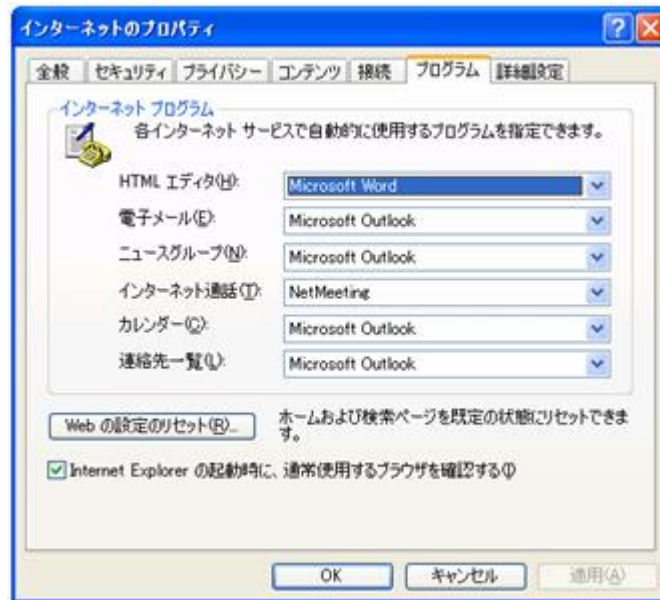 インターネットのプロパティ
全般 セキュリティ プライバシー コンテンツ 接続 プログラム 詳細設定
インターネット プログラム
各インターネット サービスで自動的に使用するプログラムを指定できます。
HTML エディタ(H): Microsoft Word
電子メール(E): Microsoft Outlook
ニュースグループ(N): Microsoft Outlook
インターネット通話(T): NetMeeting
カレンダー(C): Microsoft Outlook
連絡先一覧(L): Microsoft Outlook
Web の設定のリセット(R)... ホームおよび検索ページを既定の状態にリセットできま
す。
Internet Explorer の起動時に、通常使用するブラウザを確認する(I)
OK キャンセル 適用(A)